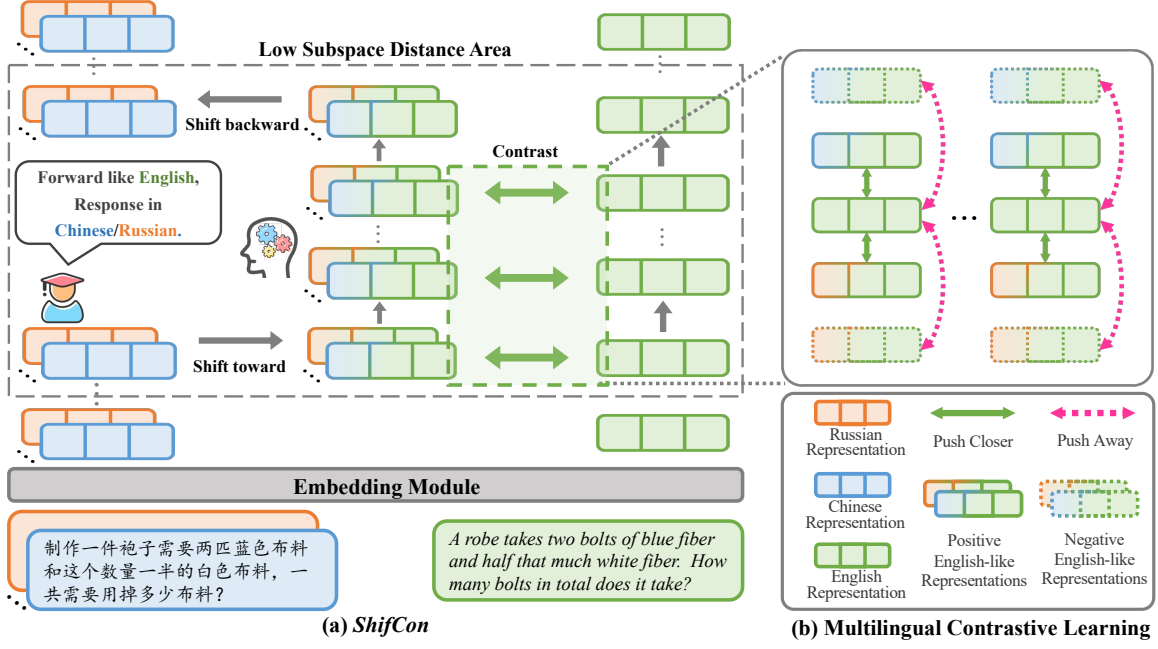 Low Subspace Distance Area
Shift backward
Contrast
Forward like English,
Response in
Chinese/Russian.
Shift toward
Embedding Module
制作一件袍子需要两匹蓝色布料
和这个数量一半的白色布料，一
共需要用掉多少布料？
A robe takes two bolts of blue fiber
and half that much white fiber. How
many bolts in total does it take?
(a) ShifCon
...
Russian
Representation
Push Closer
Push Away
Chinese
Representation
Positive
English-like
Representations
Negative
English-like
Representations
English
Representation
(b) Multilingual Contrastive Learning